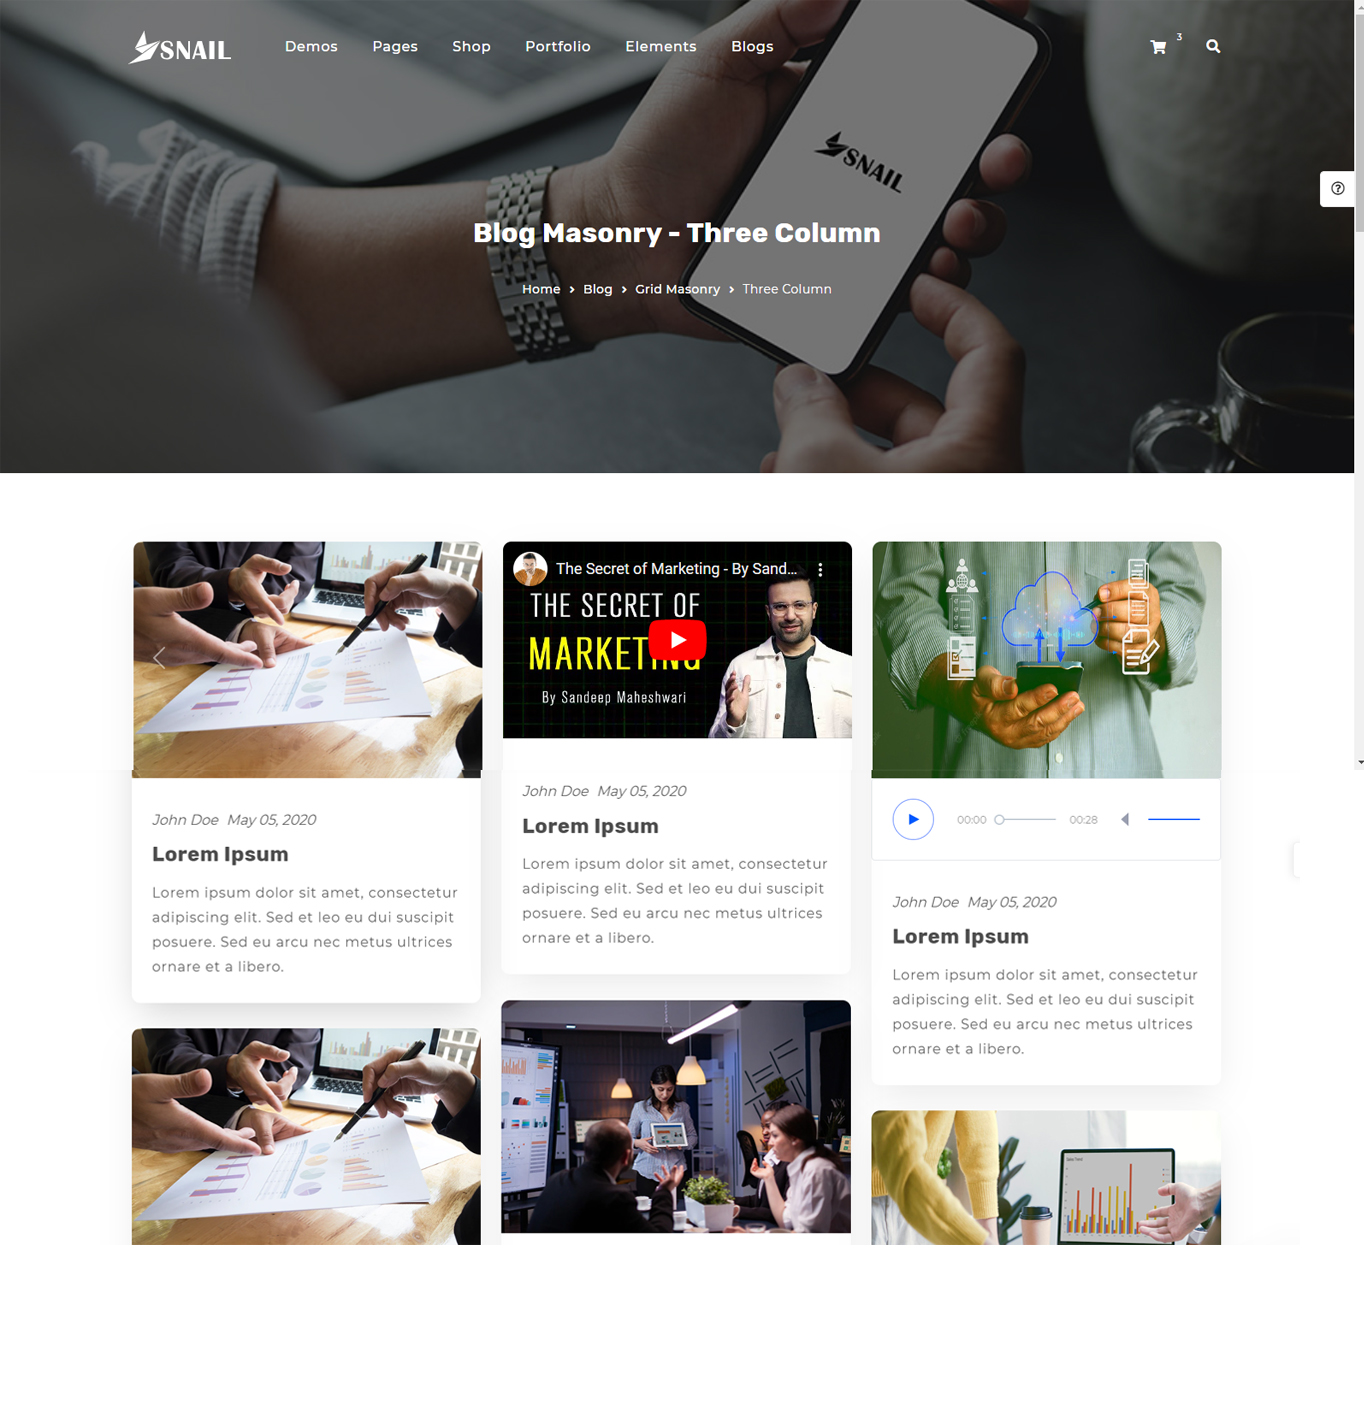 SNAIL
Demos Pages Shop Portfolio Elements Blogs
3
SNAIL
Blog Masonry - Three Column
Home Blog Grid Masonry Three Column
The Secret of Marketing - By Sand...
THE SECRET OF
MARKETING
By Sandeep Maheshwari
John Doe May 05, 2020
Lorem Ipsum
Lorem ipsum dolor sit amet, consectetur
adipiscing elit. Sed et leo eu dui suscipit
posuere. Sed eu arcu nec metus ultrices
ornare et a libero.
John Doe May 05, 2020
Lorem Ipsum
Lorem ipsum dolor sit amet, consectetur
adipiscing elit. Sed et leo eu dui suscipit
posuere. Sed eu arcu nec metus ultrices
ornare et a libero.
00:00 00:28
John Doe May 05, 2020
Lorem Ipsum
Lorem ipsum dolor sit amet, consectetur
adipiscing elit. Sed et leo eu dui suscipit
posuere. Sed eu arcu nec metus ultrices
ornare et a libero.